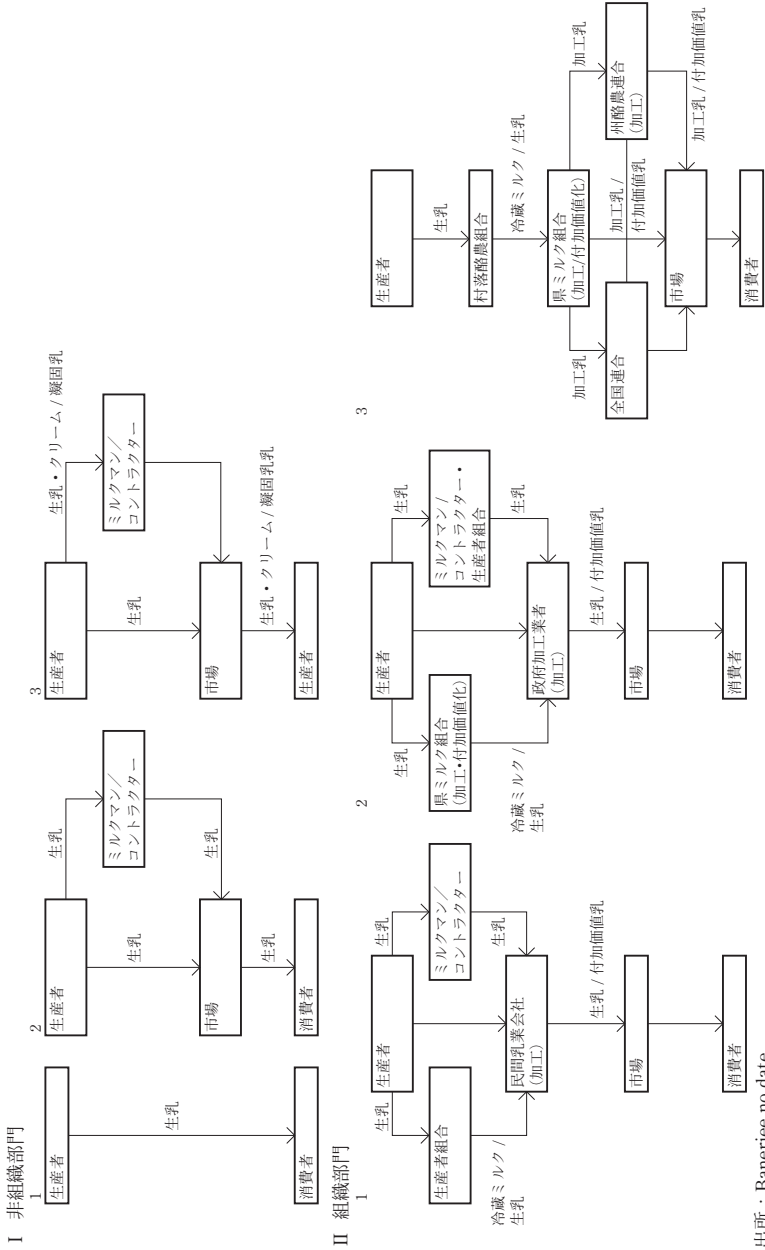 I 非組織部門
1
生産者
生乳
消費者
2
生産者
生乳
ミルクマン/
コントラクター
生乳
生乳
市場
生乳
消費者
3
生産者
生乳・クリーム/凝固乳
ミルクマン/
コントラクター
生乳
市場
生乳・クリーム/凝固乳乳
生産者
II 組織部門
1
生産者
生乳
生産者組合
冷蔵ミルク/
生乳
生乳
ミルクマン/
コントラクター
生乳
民間乳業会社
(加工)
生乳/付加価値乳
市場
消費者
2
生産者
生乳
県ミルク組合
(加工・付加価値化)
冷蔵ミルク/
生乳
生乳
ミルクマン/
コントラクター・
生産者組合
生乳
政府加工業者
(加工)
生乳/付加価値乳
市場
消費者
3
生産者
生乳
村落酪農組合
冷蔵ミルク/生乳
県ミルク組合
(加工/付加価値化)
加工乳
全国連合
加工乳/
付加価値乳
加工乳
州酪農連合
(加工)
加工乳/付加価値乳
市場
消費者
出所:Banerjee no date